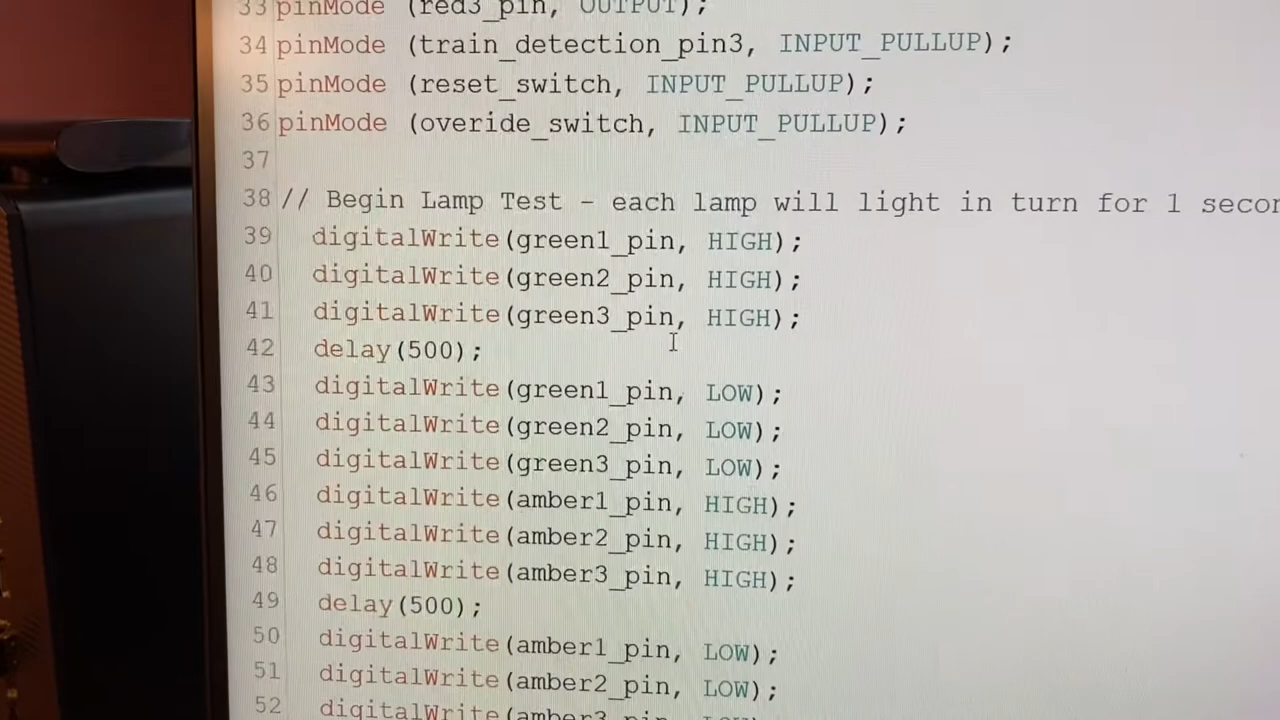 33 pinMode (red3_pin, OUTPUT);
34 pinMode (train_detection_pin3, INPUT_PULLUP);
35 pinMode (reset_switch, INPUT_PULLUP);
36 pinMode (overide_switch, INPUT_PULLUP);
37
38 // Begin Lamp Test - each lamp will light in turn for 1 secon
39 digitalWrite(green1_pin, HIGH);
40 digitalWrite(green2_pin, HIGH);
41 digitalWrite(green3_pin, HIGH);
42 delay(500);
43 digitalWrite(green1_pin, LOW);
44 digitalWrite(green2_pin, LOW);
45 digitalWrite(green3_pin, LOW);
46 digitalWrite(amber1_pin, HIGH);
47 digitalWrite(amber2_pin, HIGH);
48 digitalWrite(amber3_pin, HIGH);
49 delay(500);
50 digitalWrite(amber1_pin, LOW);
51 digitalWrite(amber2_pin, LOW);
52 digitalWrite(amber3_pin, LOW);